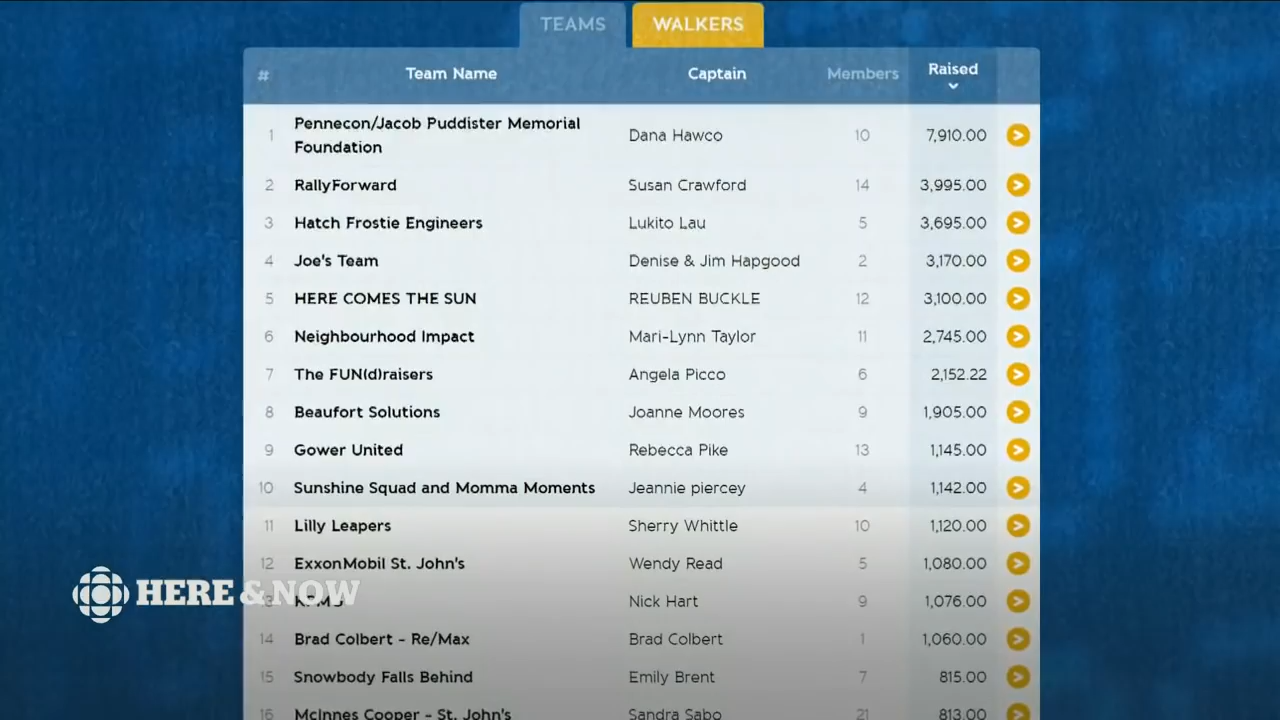 TEAMS WALKERS
# Team Name Captain Members Raised
1 Pennecon/Jacob Puddister Memorial Foundation Dana Hawco 10 7,910.00
2 RallyForward Susan Crawford 14 3,995.00
3 Hatch Frostie Engineers Lukito Lau 5 3,695.00
4 Joe's Team Denise & Jim Hapgood 2 3,170.00
5 HERE COMES THE SUN REUBEN BUCKLE 12 3,100.00
6 Neighbourhood Impact Mari-Lynn Taylor 11 2,745.00
7 The FUN(d)raisers Angela Picco 6 2,152.22
8 Beaufort Solutions Joanne Moores 9 1,905.00
9 Gower United Rebecca Pike 13 1,145.00
10 Sunshine Squad and Momma Moments Jeannie piercey 4 1,142.00
11 Lilly Leapers Sherry Whittle 10 1,120.00
12 ExxonMobil St. John's Wendy Read 5 1,080.00
HERE & NOW
Nick Hart 9 1,076.00
14 Brad Colbert - Re/Max Brad Colbert 1 1,060.00
15 Snowbody Falls Behind Emily Brent 7 815.00
16 McInnes Cooper - St. John's Sandra Sabo 21 813.00